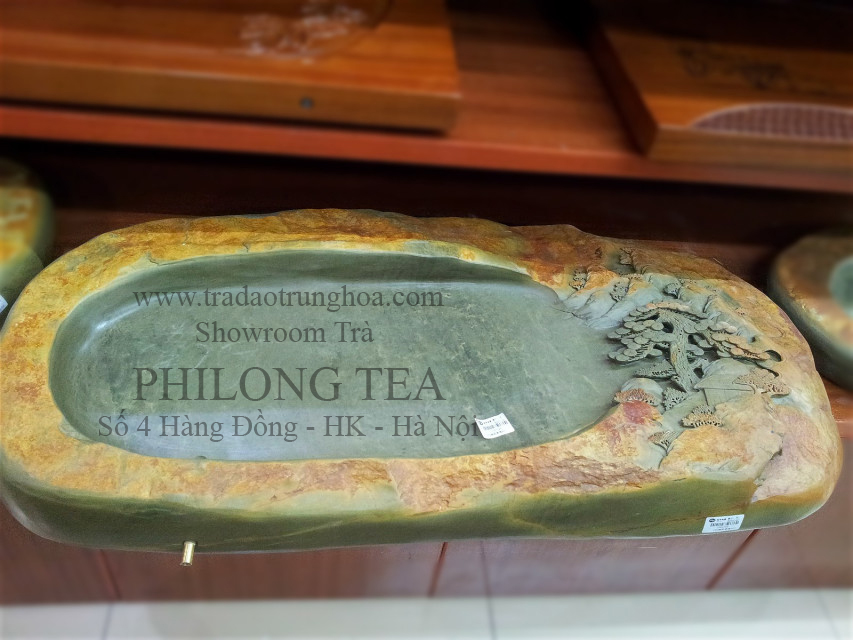 www.tradaotrunghoa.com
Showroom Trà
PHILONG TEA
Số 4 Hàng Đồng - HK - Hà Nội